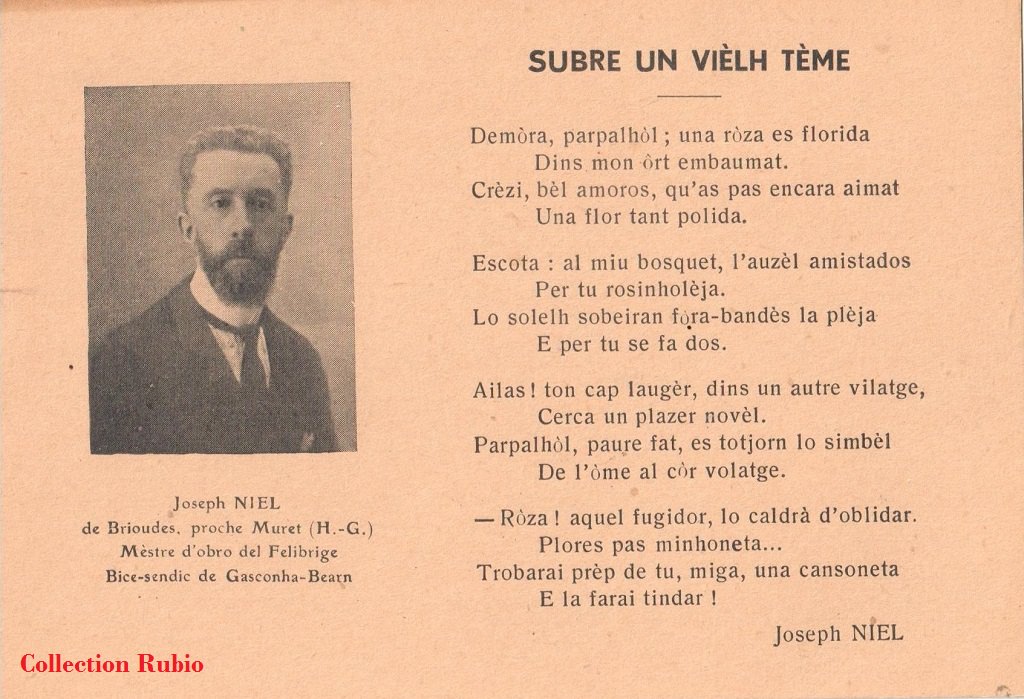 SUBRE UN VIÈLH TÈME
Demòra, parpalhòl ; una ròza es florida
Dins mon òrt embaumat.
Crèzi, bèl amoros, qu'as pas encara aimat
Una flor tant polida.
Escota : al miu bosquet, l'auzèl amistados
Per tu rosinholèja.
Lo solelh sobeiran fòra-bandès la plèja
E per tu se fa dos.
Ailas ! ton cap laugèr, dins un autre vilatge,
Cerca un plazer novèl.
Parpalhòl, paure fat, es totjorn lo simbèl
De l'òme al còr volatge.
— Ròza ! aquel fugidor, lo caldrà d'oblidar.
Plores pas minhoneta...
Trobarai prèp de tu, miga, una cansoneta
E la farai tindar !
Joseph NIEL
Joseph NIEL
de Brioudes, proche Muret (H.-G.)
Mèstre d'obro del Felibrige
Bice-sendic de Gasconha-Bearn
Collection Rubio